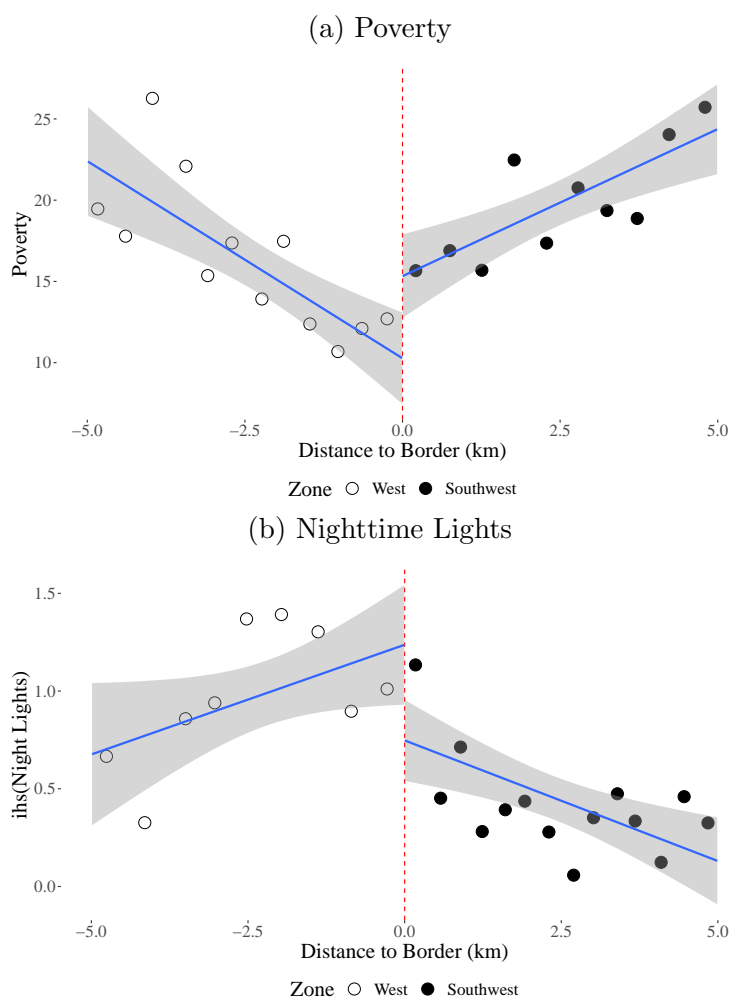 (a) Poverty
25
20
15
10
Poverty
−5.0 −2.5 0.0 2.5 5.0
Distance to Border (km)
Zone West Southwest
(b) Nighttime Lights
1.5
1.0
0.5
0.0
ihs(Night Lights)
−5.0 −2.5 0.0 2.5 5.0
Distance to Border (km)
Zone West Southwest